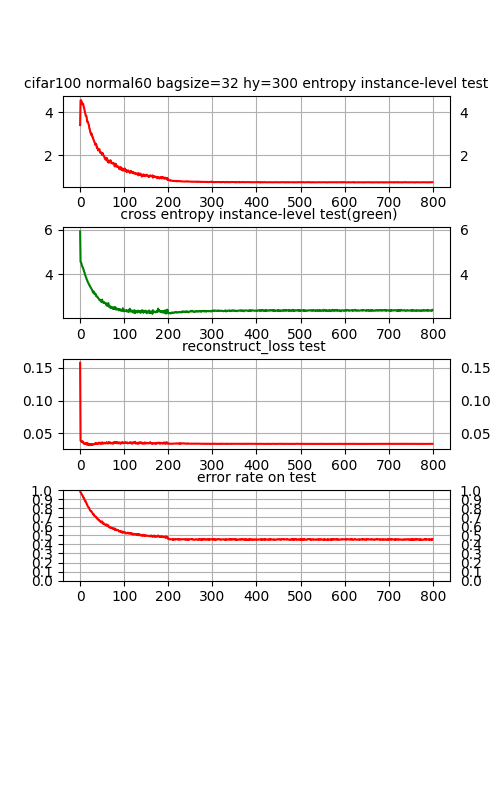 cifar100 normal60 bagsize=32 hy=300 entropy instance-level test
4 4
2 2
0 100 200 300 400 500 600 700 800
cross entropy instance-level test(green)
6 6
4 4
0 100 200 300 400 500 600 700 800
reconstruct_loss test
0.15 0.15
0.10 0.10
0.05 0.05
0 100 200 300 400 500 600 700 800
error rate on test
1.0 1.0
0.9 0.9
0.8 0.8
0.7 0.7
0.6 0.6
0.5 0.5
0.4 0.4
0.3 0.3
0.2 0.2
0.1 0.1
0.0 0.0
0 100 200 300 400 500 600 700 800